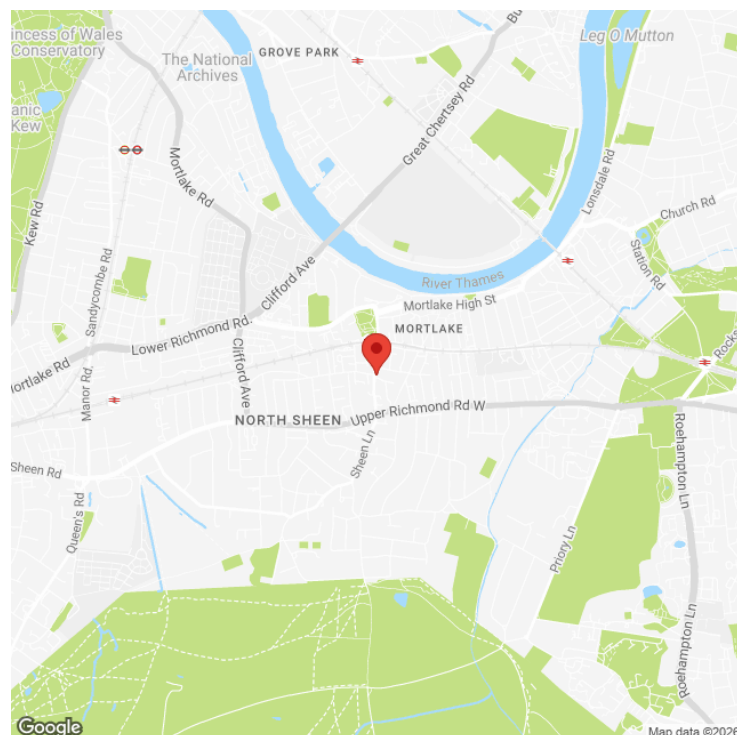 incess of Wales
Conservatory
The National
Archives
GROVE PARK
Bu
Leg O Mutton
anic
Kew
Great Chertsey Rd
Mortlake Rd
Lonsdale Rd
Kew Rd
Church Rd
Station Rd
Sandycombe Rd
Clifford Ave
River Thames
Mortlake High St
Lower Richmond Rd.
MORTLAKE
Rocks
Mortlake Rd
Clifford Ave
Manor Rd.
NORTH SHEEN
Upper Richmond Rd W
Sheen Ln
Sheen Rd
Roehampton Ln
Queen's Rd
Priory Ln
Roehampton Ln
Google
Map data ©2026